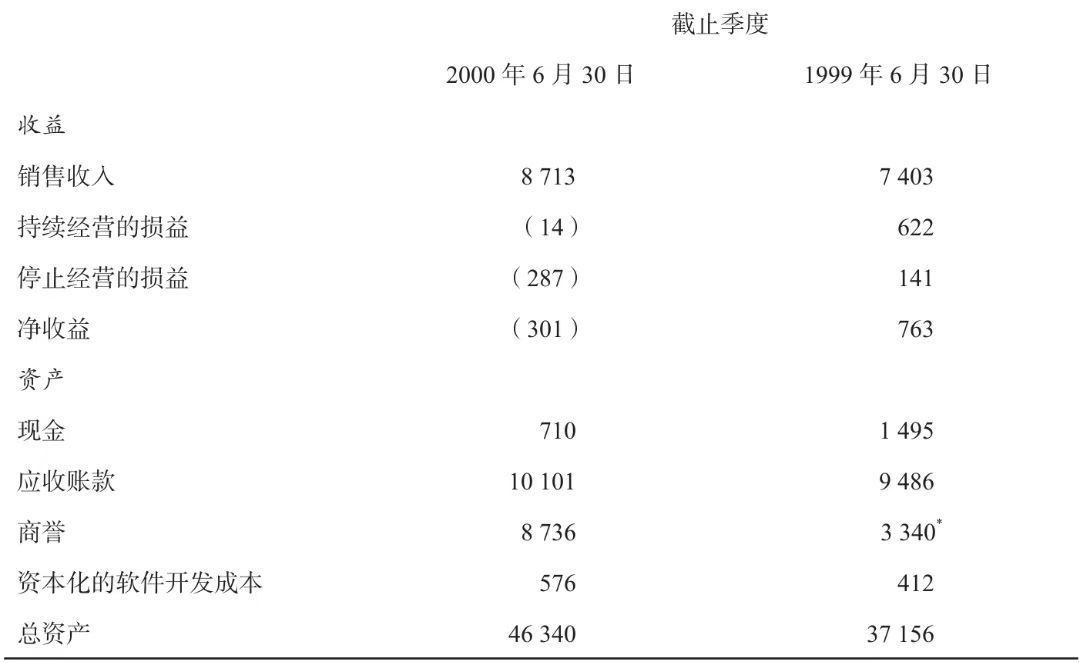 截止季度
2000 年 6 月 30 日 1999 年 6 月 30 日
收益
销售收入 8 713 7 403
持续经营的损益 （14） 622
停止经营的损益 （287） 141
净收益 （301） 763
资产
现金 710 1 495
应收账款 10 101 9 486
商誉 8 736 3 340*
资本化的软件开发成本 576 412
总资产 46 340 37 156